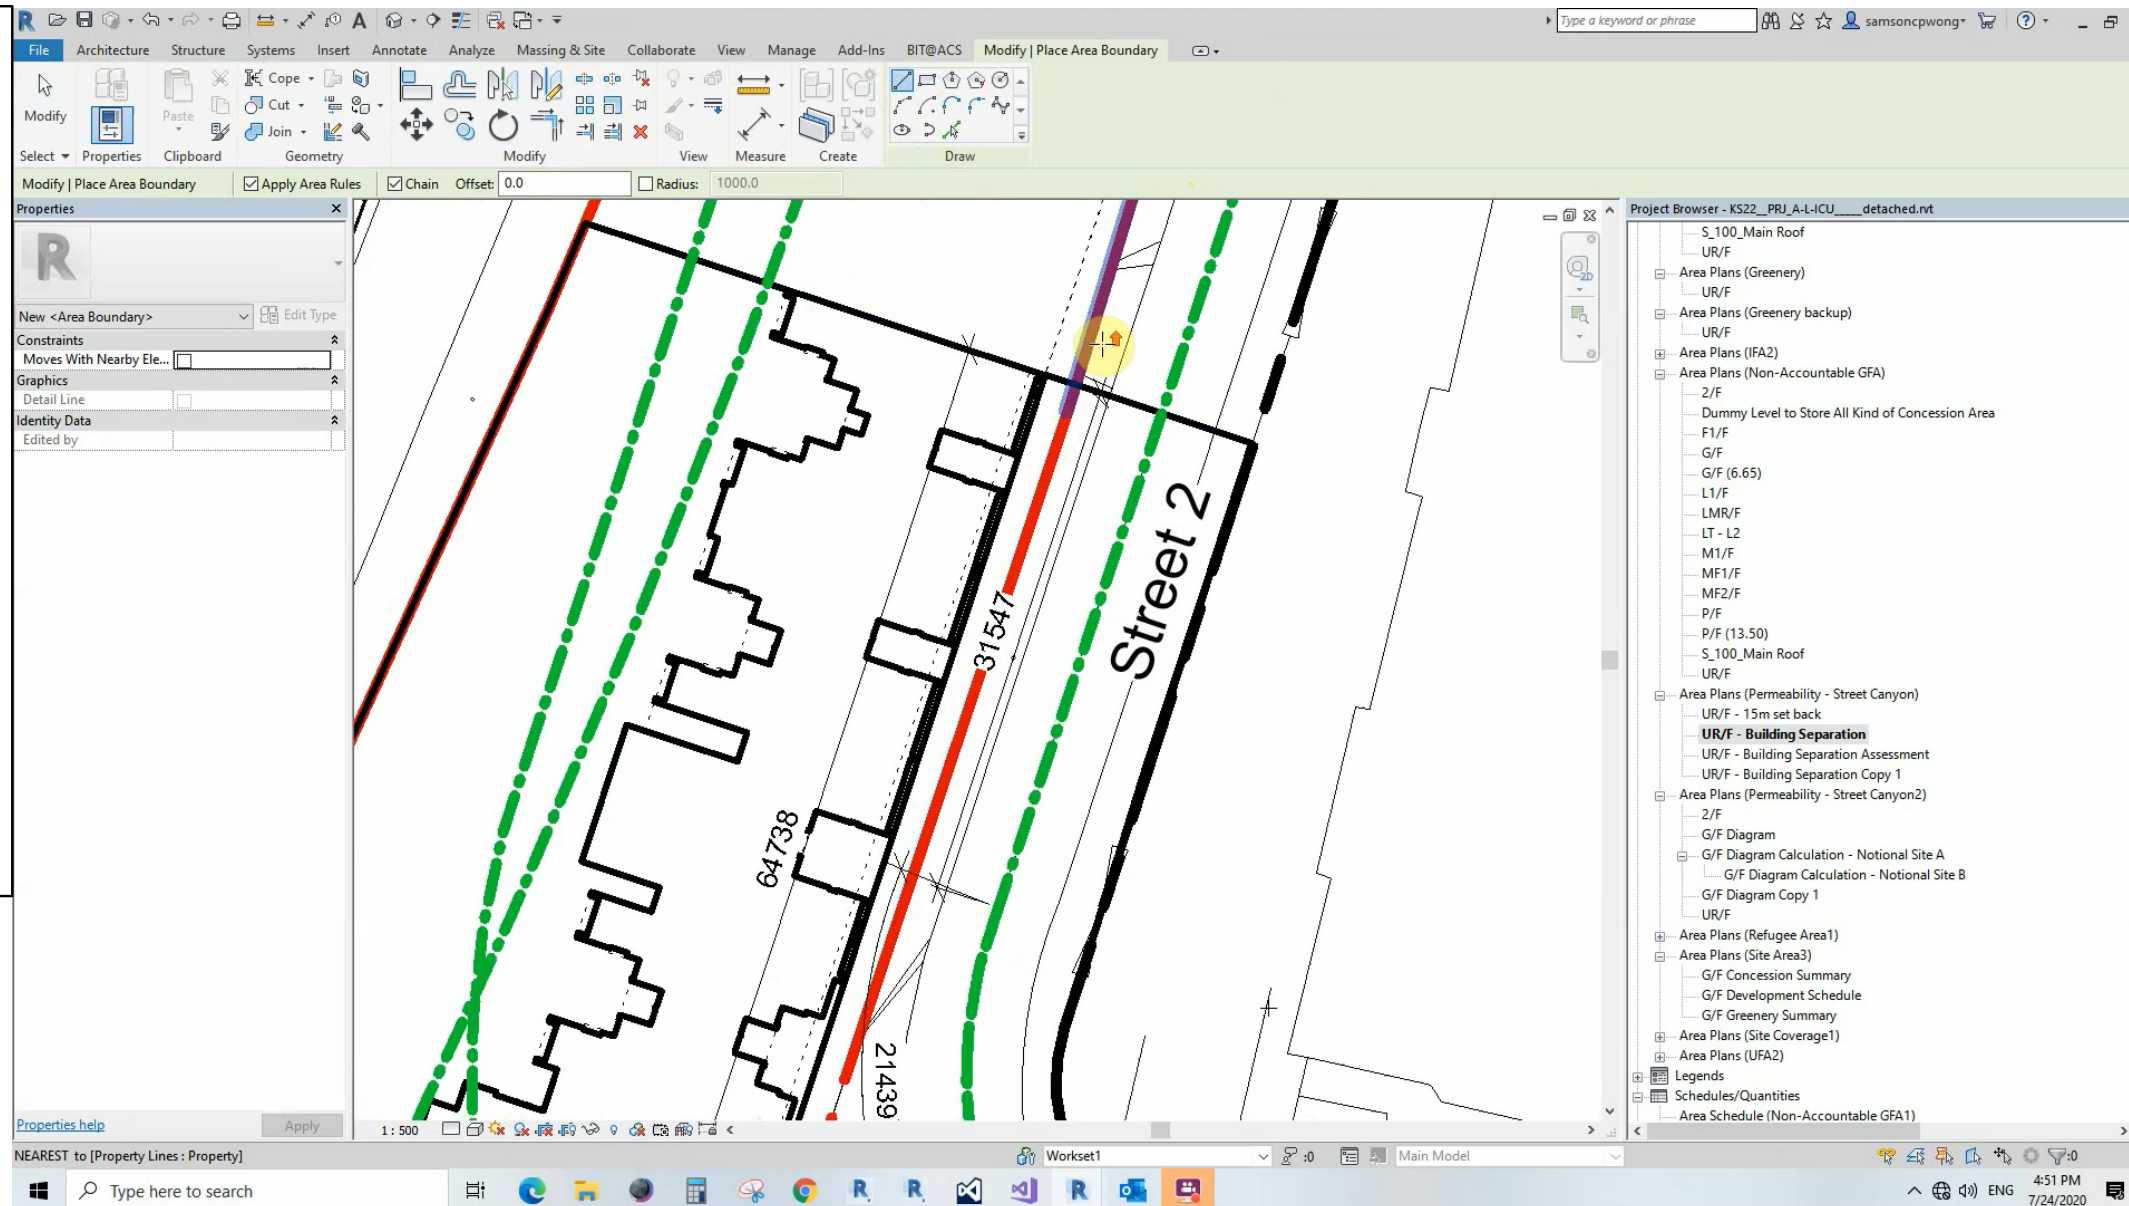 Type a keyword or phrase
samsoncpwong
File Architecture Structure Systems Insert Annotate Analyze Massing & Site Collaborate View Manage Add-Ins BIT@ACS Modify | Place Area Boundary
Modify
Paste
Cope
Cut
Join
Select Properties Clipboard Geometry Modify View Measure Create Draw
Modify | Place Area Boundary Apply Area Rules Chain Offset: 0.0 Radius: 1000.0
Properties
New <Area Boundary> Edit Type
Constraints
Moves With Nearby Ele...
Graphics
Detail Line
Identity Data
Edited by
Properties help Apply
2D
Street 2
31547
64738
21439
1 : 500
Project Browser - KS22__PRJ_A-L-ICU_____detached.rvt
S_100_Main Roof
UR/F
Area Plans (Greenery)
UR/F
Area Plans (Greenery backup)
UR/F
Area Plans (IFA2)
Area Plans (Non-Accountable GFA)
2/F
Dummy Level to Store All Kind of Concession Area
F1/F
G/F
G/F (6.65)
L1/F
LMR/F
LT - L2
M1/F
MF1/F
MF2/F
P/F
P/F (13.50)
S_100_Main Roof
UR/F
Area Plans (Permeability - Street Canyon)
UR/F - 15m set back
UR/F - Building Separation
UR/F - Building Separation Assessment
UR/F - Building Separation Copy 1
Area Plans (Permeability - Street Canyon2)
2/F
G/F Diagram
G/F Diagram Calculation - Notional Site A
G/F Diagram Calculation - Notional Site B
G/F Diagram Copy 1
UR/F
Area Plans (Refugee Area1)
Area Plans (Site Area3)
G/F Concession Summary
G/F Development Schedule
G/F Greenery Summary
Area Plans (Site Coverage1)
Area Plans (UFA2)
Legends
Schedules/Quantities
Area Schedule (Non-Accountable GFA1)
NEAREST to [Property Lines : Property] Workset1 :0 Main Model :0
Type here to search
ENG
4:51 PM
7/24/2020